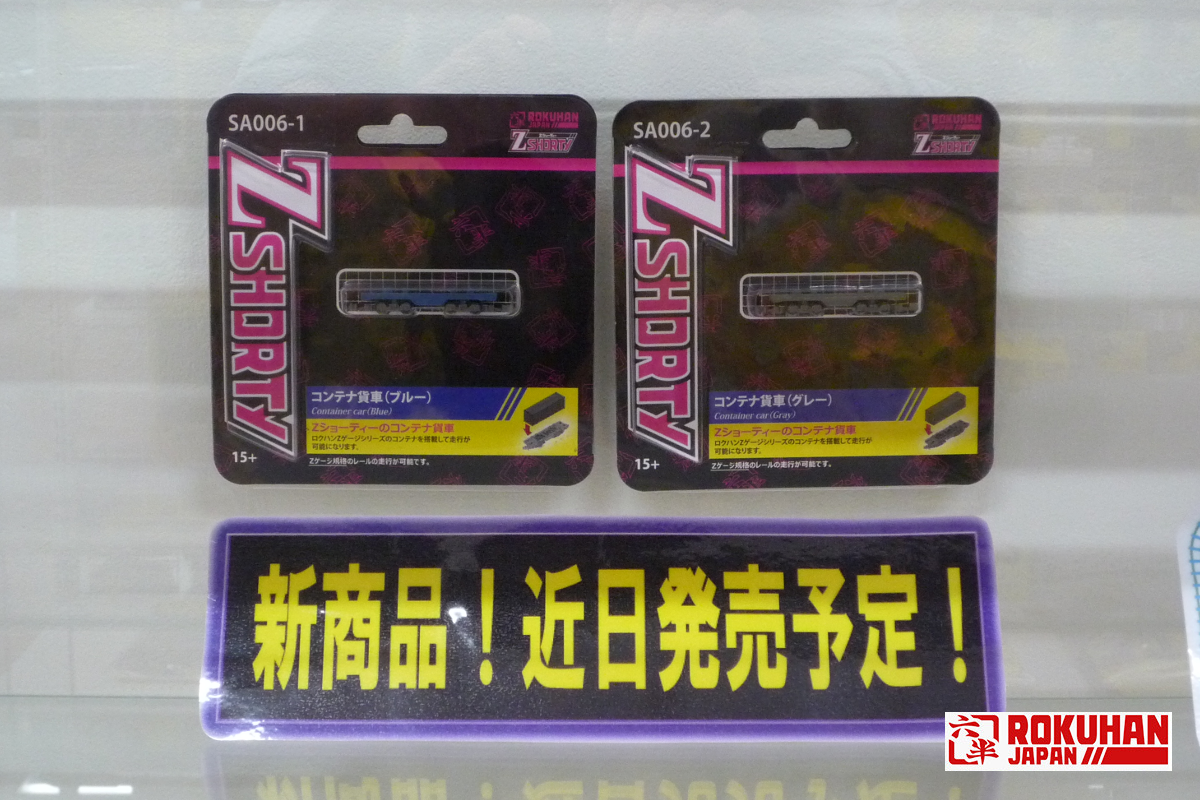 SA006-1
ROKUHAN
JAPAN
Z SHORTY
Z SHORTY
コンテナ貨車(ブルー)
Container car(Blue)
Zショーティーのコンテナ貨車
ロクハンZゲージシリーズのコンテナを搭載して走行が
可能になります。
15+
Zゲージ規格のレールの走行が可能です。
SA006-2
ROKUHAN
JAPAN
Z SHORTY
Z SHORTY
コンテナ貨車(グレー)
Container car(Gray)
Zショーティーのコンテナ貨車
ロクハンZゲージシリーズのコンテナを搭載して走行が
可能になります。
15+
Zゲージ規格のレールの走行が可能です。
新商品!近日発売予定!
六半 ROKUHAN
JAPAN